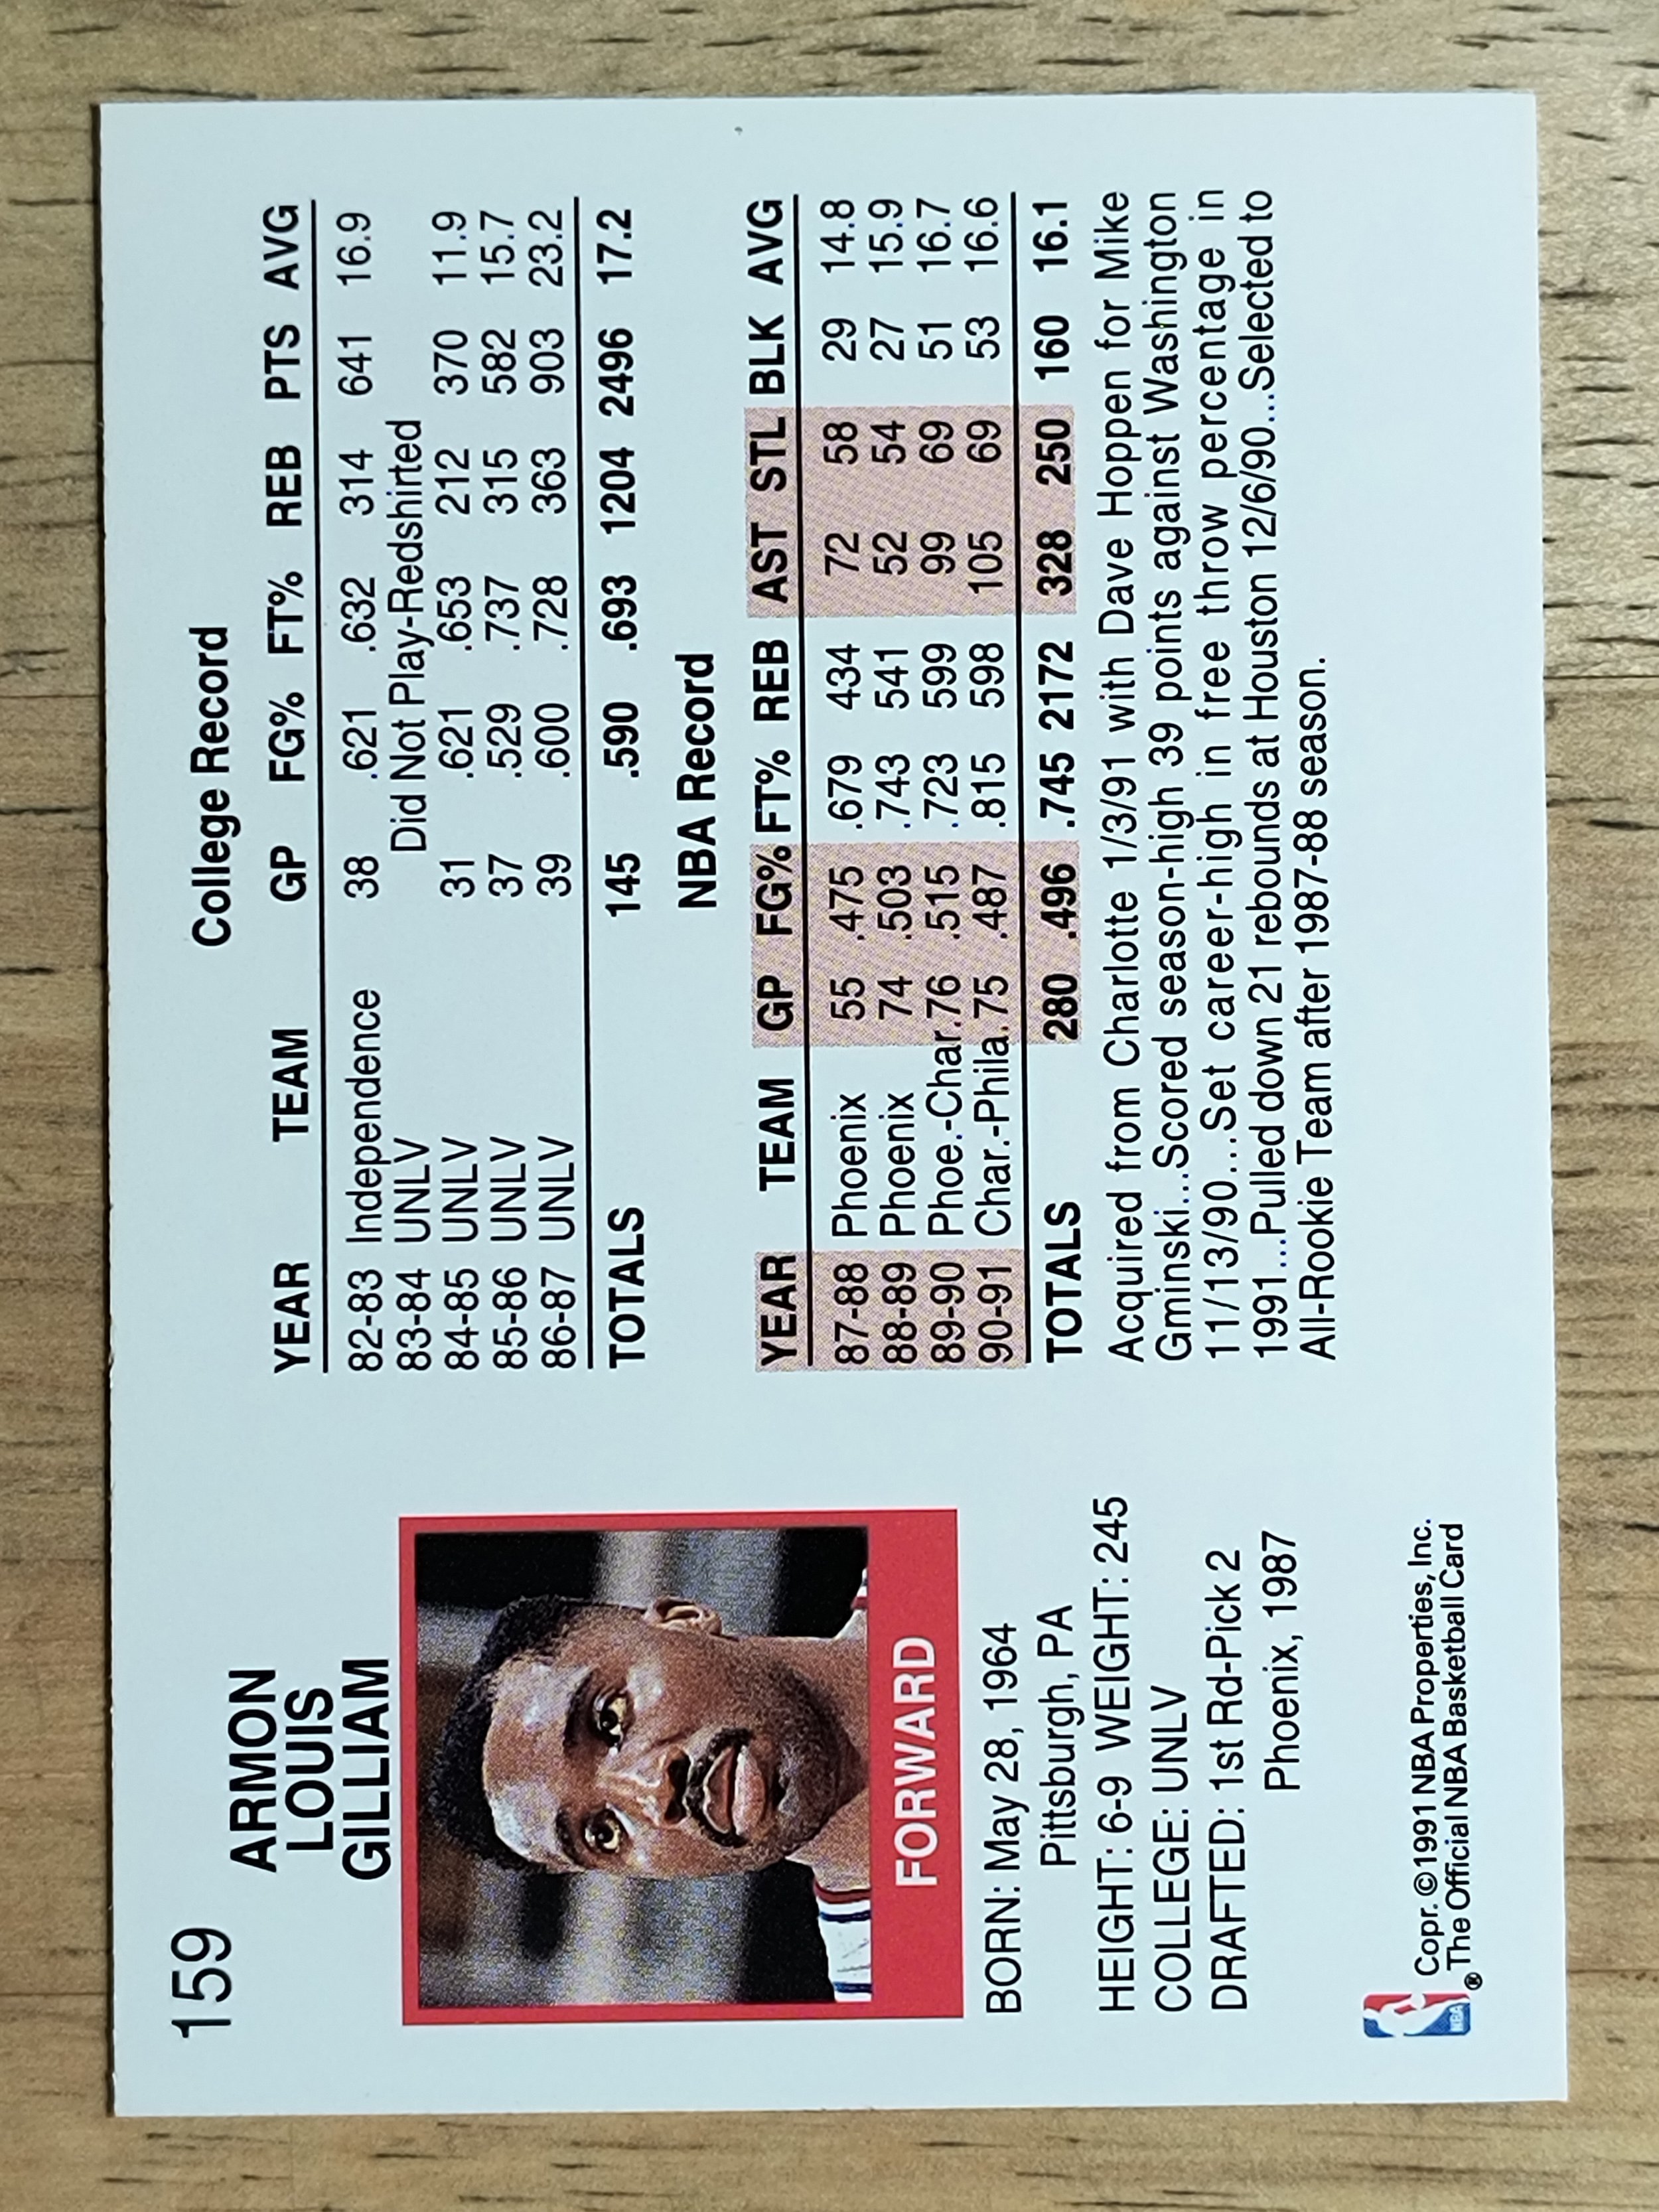 159
ARMON
LOUIS
GILLIAM
FORWARD
BORN: May 28, 1964
Pittsburgh, PA
HEIGHT: 6-9 WEIGHT: 245
COLLEGE: UNLV
DRAFTED: 1st Rd-Pick 2
Phoenix, 1987
NBA
®
Copr. ©1991 NBA Properties, Inc.
The Official NBA Basketball Card
College Record
YEAR TEAM GP FG% FT% REB PTS AVG
82-83 Independence 38 .621 .632 314 641 16.9
83-84 UNLV Did Not Play-Redshirted
84-85 UNLV 31 .621 .653 212 370 11.9
85-86 UNLV 37 .529 .737 315 582 15.7
86-87 UNLV 39 .600 .728 363 903 23.2
TOTALS 145 .590 .693 1204 2496 17.2
NBA Record
YEAR TEAM GP FG% FT% REB AST STL BLK AVG
87-88 Phoenix 55 .475 .679 434 72 58 29 14.8
88-89 Phoenix 74 .503 .743 541 52 54 27 15.9
89-90 Phoe.-Char. 76 .515 .723 599 99 69 51 16.7
90-91 Char.-Phila. 75 .487 .815 598 105 69 53 16.6
TOTALS 280 .496 .745 2172 328 250 160 16.1
Acquired from Charlotte 1/3/91 with Dave Hoppen for Mike
Gminski...Scored season-high 39 points against Washington
11/13/90...Set career-high in free throw percentage in
1991...Pulled down 21 rebounds at Houston 12/6/90...Selected to
All-Rookie Team after 1987-88 season.